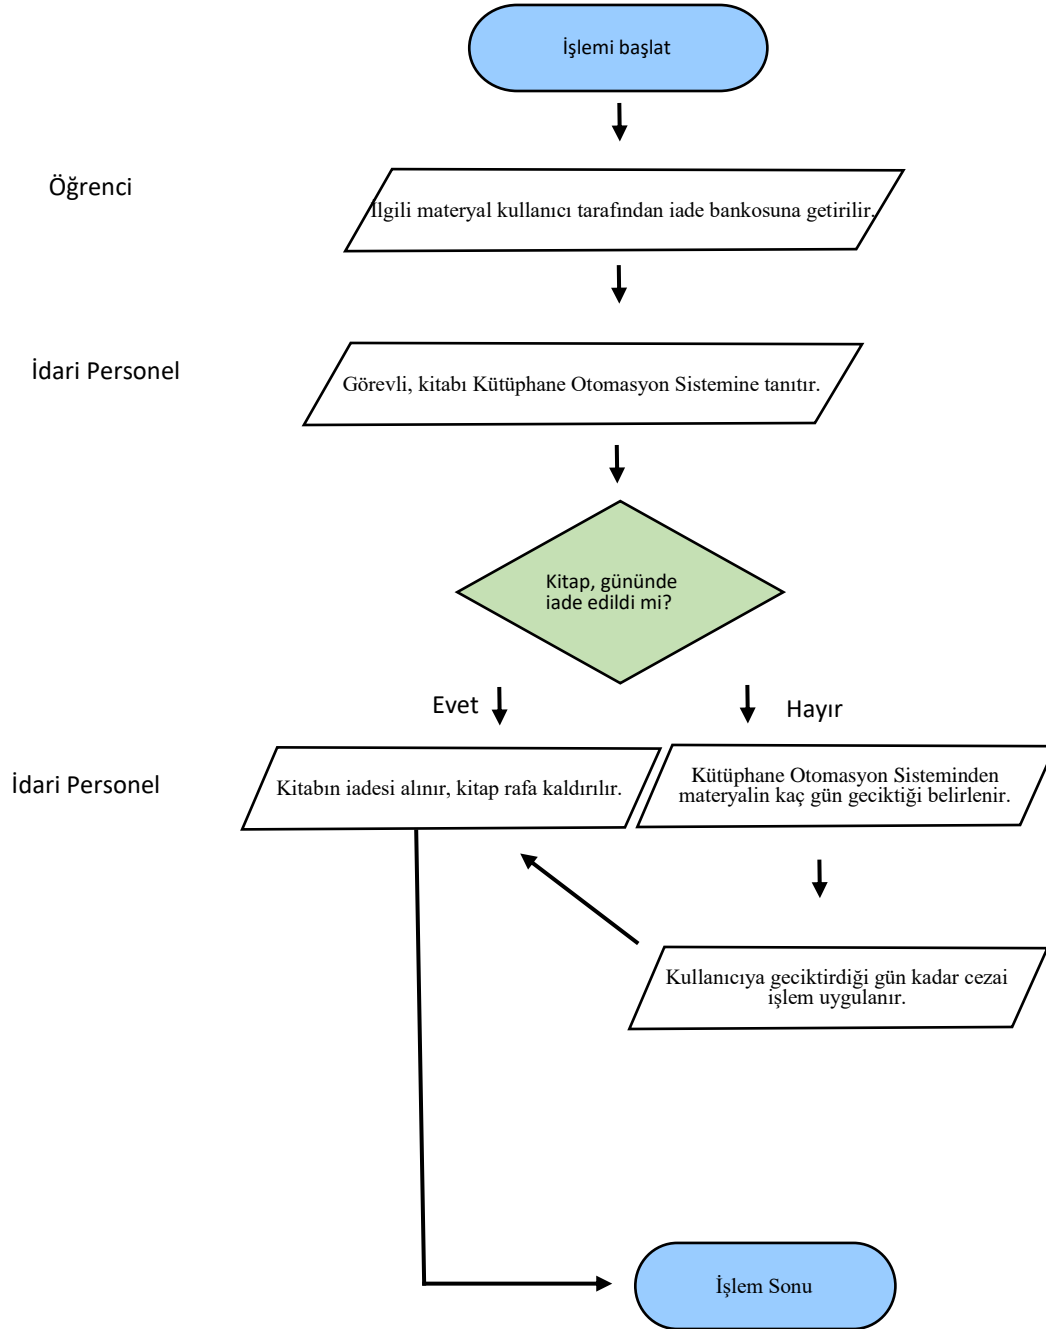 İşlemi başlat
Öğrenci
İlgili materyal kullanıcı tarafından iade bankosuna getirilir.
İdari Personel
Görevli, kitabı Kütüphane Otomasyon Sistemine tanıtır.
Kitap, gününde
iade edildi mi?
Evet
Hayır
İdari Personel
Kitabın iadesi alınır, kitap rafa kaldırılır.
Kütüphane Otomasyon Sisteminden
materyalin kaç gün geciktiği belirlenir.
Kullanıcıya geciktirdiği gün kadar cezai
işlem uygulanır.
İşlem Sonu